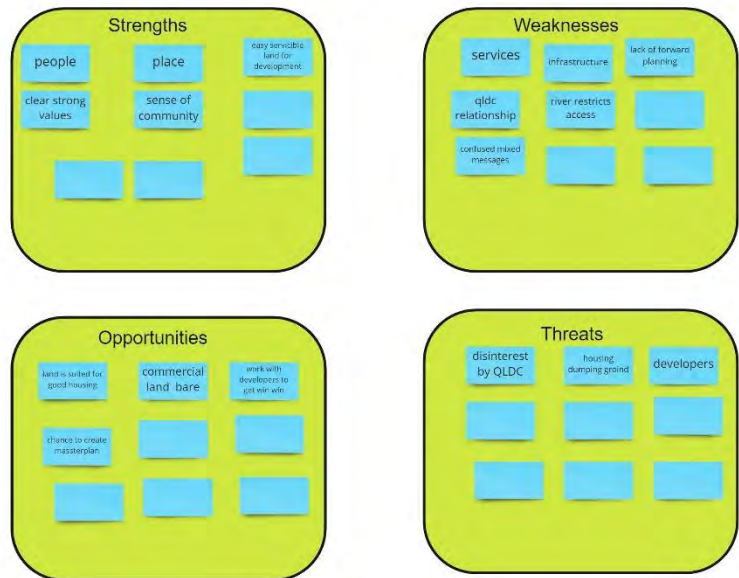 Strengths
people
place
easy servicible
land for
development
clear strong
values
sense of
community
Weaknesses
services
infrastructure
lack of forward
planning
qldc
relationship
river restricts
access
confused mixed
messages
Opportunities
land is suited for
good housing
commercial
land bare
work with
developers to
get win win
chance to create
massterplan
Threats
disinterest
by QLDC
housing
dumping groind
developers